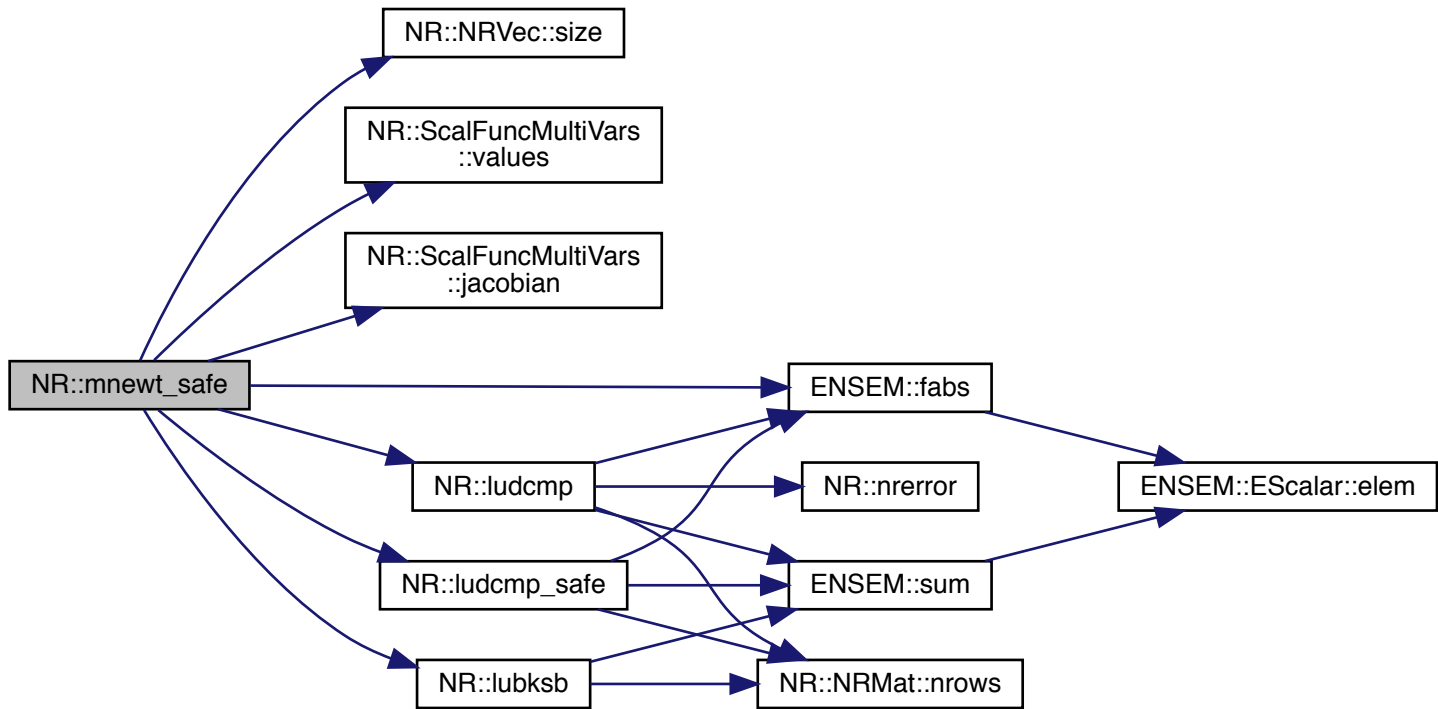 NR::NRVec::size
NR::ScalFuncMultiVars
::values
NR::ScalFuncMultiVars
::jacobian
NR::mnewt_safe
ENSEM::fabs
NR::ludcmp
NR::nrerror
ENSEM::EScalar::elem
NR::ludcmp_safe
ENSEM::sum
NR::lubksb
NR::NRMat::nrows